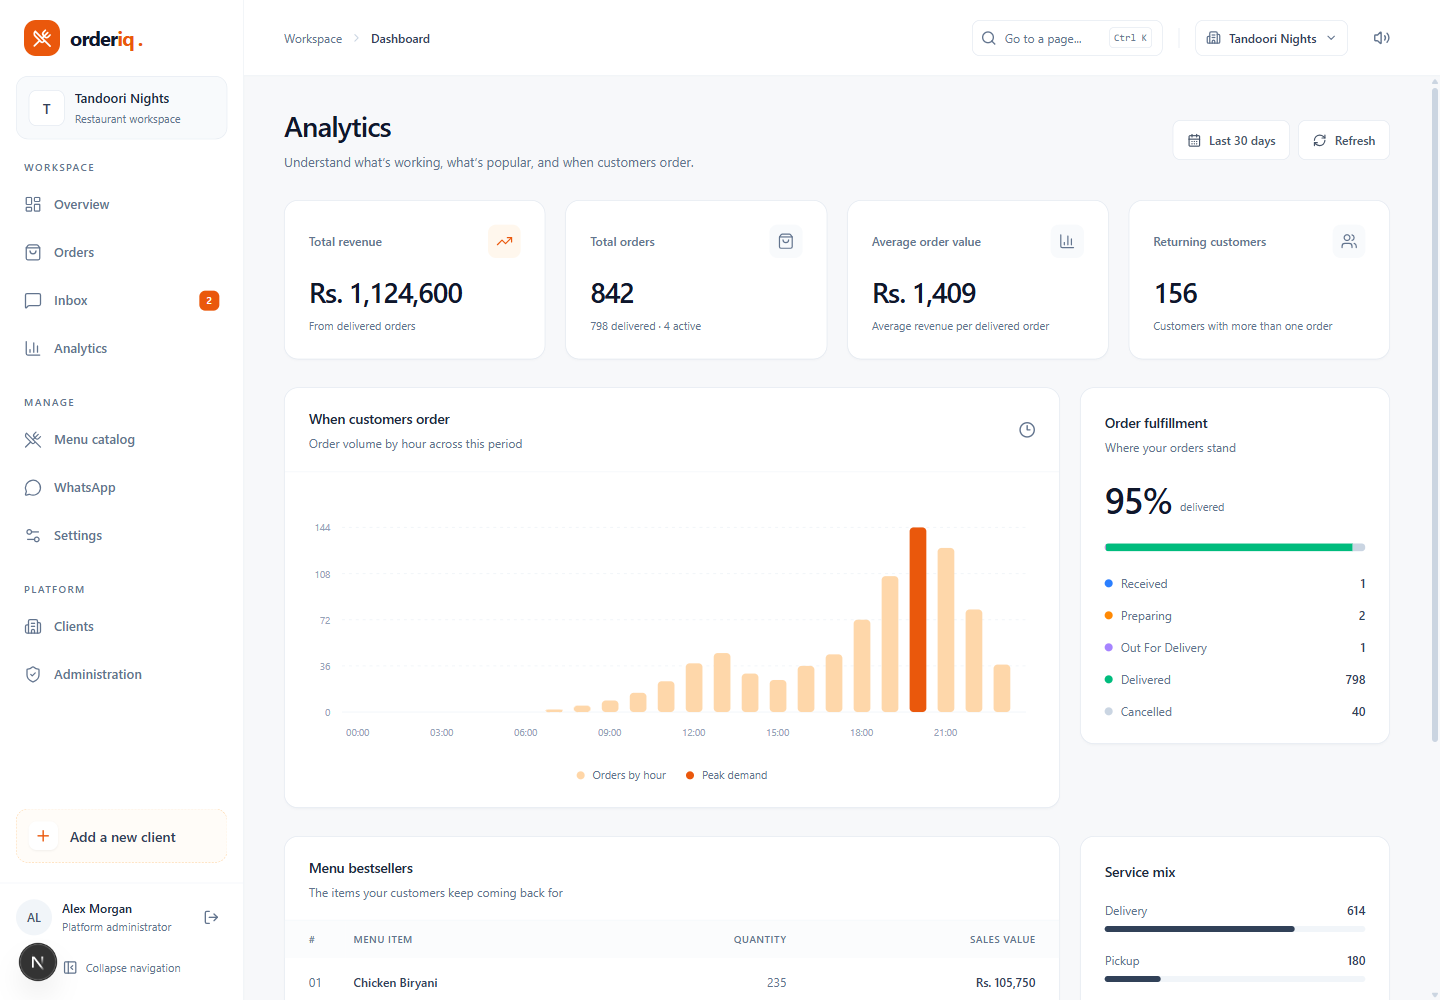 orderiq.
Workspace > Dashboard
Go to a page... Ctrl K
Tandoori Nights
T
Tandoori Nights
Restaurant workspace
WORKSPACE
Overview
Orders
Inbox 2
Analytics
MANAGE
Menu catalog
WhatsApp
Settings
PLATFORM
Clients
Administration
Add a new client
AL
Alex Morgan
Platform administrator
N
Collapse navigation
Analytics
Understand what's working, what's popular, and when customers order.
Last 30 days
Refresh
Total revenue
Rs. 1,124,600
From delivered orders
Total orders
842
798 delivered · 4 active
Average order value
Rs. 1,409
Average revenue per delivered order
Returning customers
156
Customers with more than one order
When customers order
Order volume by hour across this period
144
108
72
36
0
00:00 03:00 06:00 09:00 12:00 15:00 18:00 21:00
Orders by hour Peak demand
Order fulfillment
Where your orders stand
95% delivered
Received 1
Preparing 2
Out For Delivery 1
Delivered 798
Cancelled 40
Menu bestsellers
The items your customers keep coming back for
# MENU ITEM QUANTITY SALES VALUE
01 Chicken Biryani 235 Rs. 105,750
Service mix
Delivery 614
Pickup 180